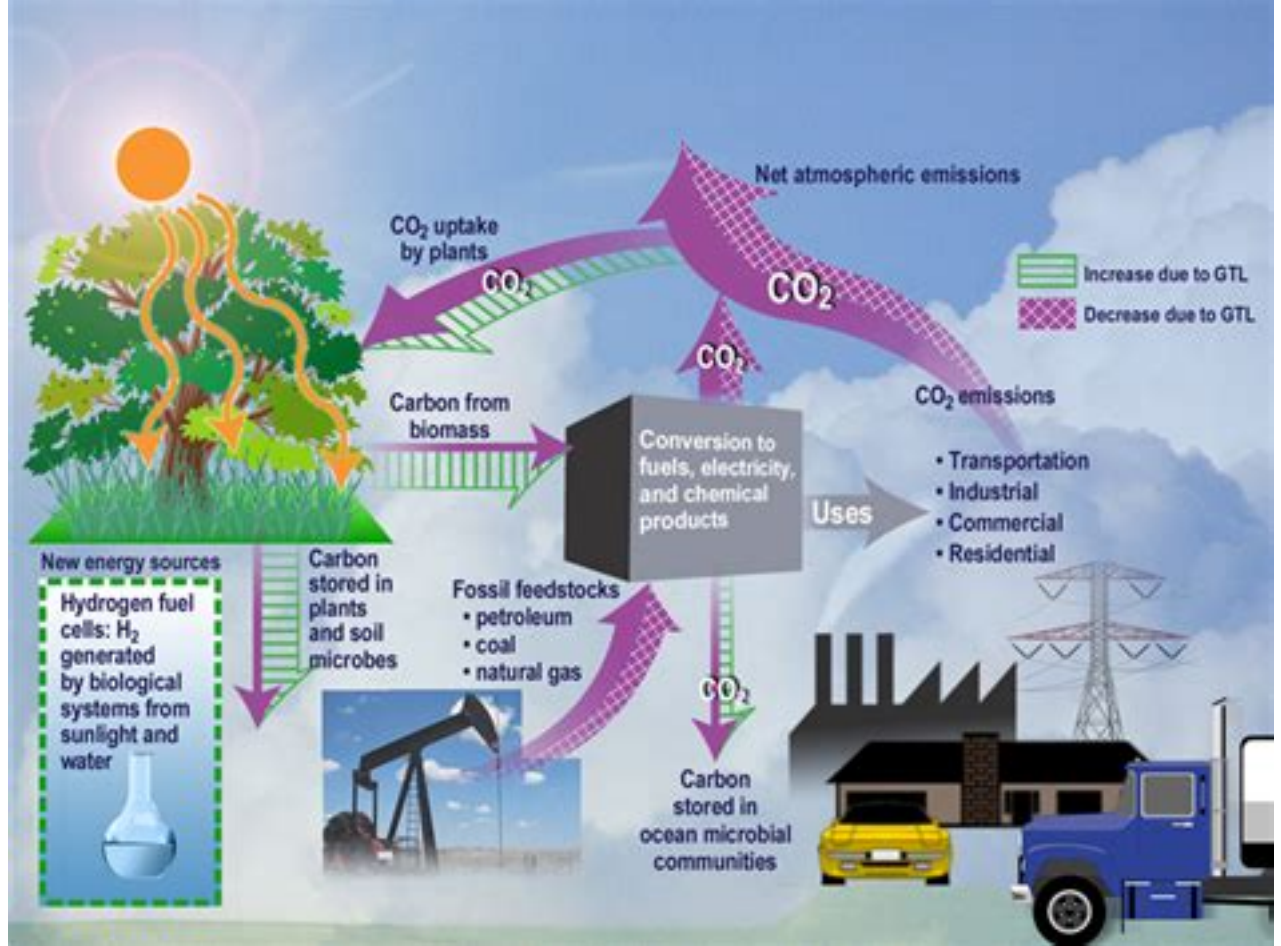 Net atmospheric emissions
CO₂ uptake
by plants
CO₂
CO₂
Increase due to GTL
Decrease due to GTL
CO₂
CO₂ emissions
Carbon from
biomass
Conversion to
fuels, electricity,
and chemical
products
Uses
• Transportation
• Industrial
• Commercial
• Residential
New energy sources
Hydrogen fuel
cells: H₂
generated
by biological
systems from
sunlight and
water
Carbon
stored in
plants
and soil
microbes
Fossil feedstocks
• petroleum
• coal
• natural gas
CO₂
Carbon
stored in
ocean microbial
communities